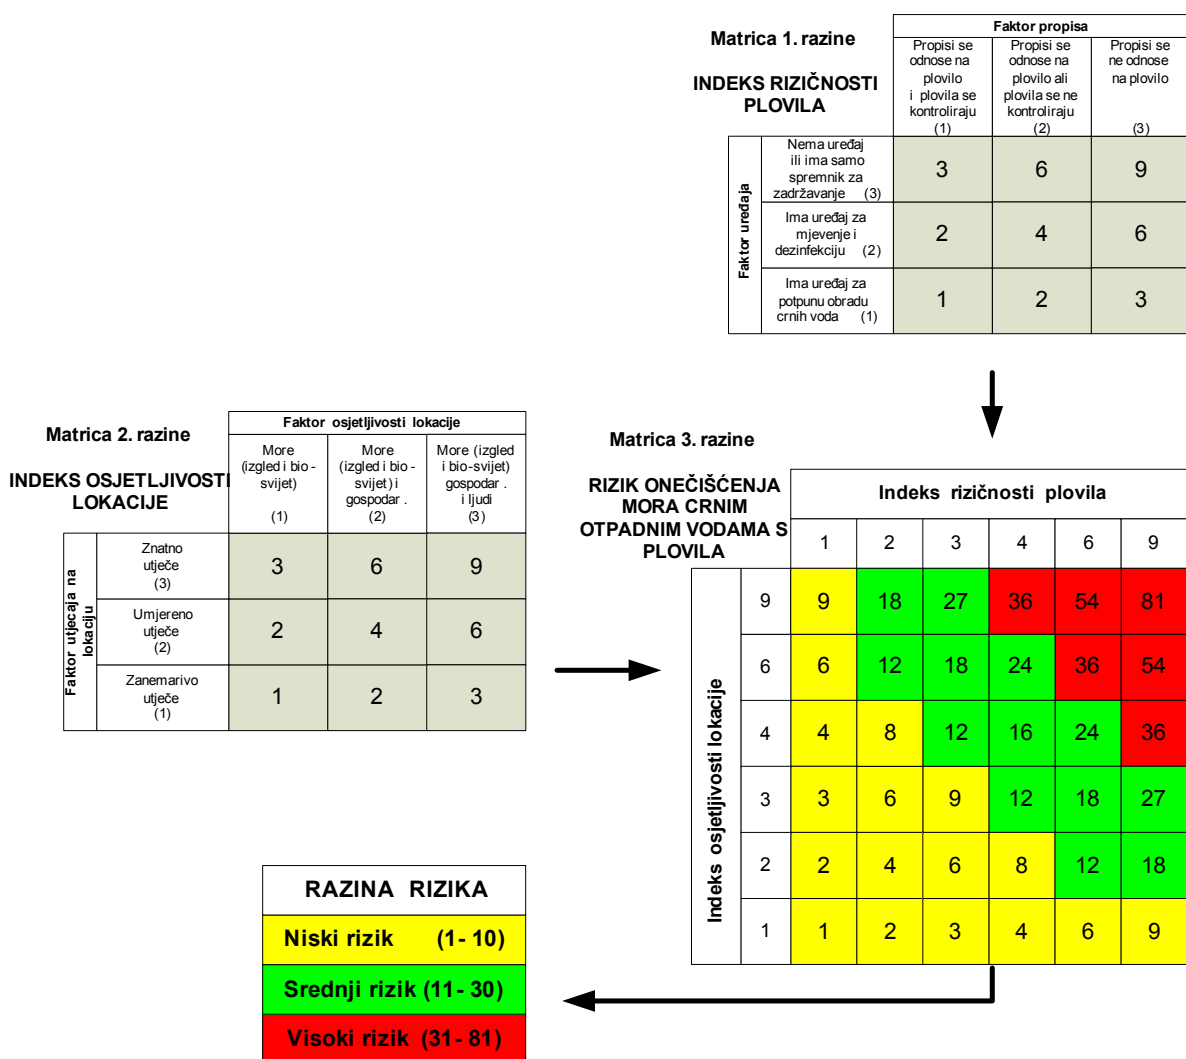 Matrica 1. razine
INDEKS RIZIČNOSTI
PLOVILA
Faktor propisa
Propisi se
odnose na
plovilo
i plovila se
kontroliraju
(1)
Propisi se
odnose na
plovilo ali
plovila se ne
kontroliraju
(2)
Propisi se
ne odnose
na plovilo
(3)
Faktor uređaja
Nema uređaj
ili ima samo
spremnik za
zadržavanje (3)
3 6 9
Ima uređaj za
mjevenje i
dezinfekciju (2)
2 4 6
Ima uređaj za
potpunu obradu
crnih voda (1)
1 2 3
Matrica 2. razine
INDEKS OSJETLJIVOSTI
LOKACIJE
Faktor osjetljivosti lokacije
More
(izgled i bio -
svijet)
(1)
More
(izgled i bio -
svijet) i
gospodar .
(2)
More (izgled
i bio-svijet)
gospodar .
i ljudi
(3)
Faktor utjecaja na
lokaciju
Znatno
utječe
(3)
3 6 9
Umjereno
utječe
(2)
2 4 6
Zanemarivo
utječe
(1)
1 2 3
Matrica 3. razine
RIZIK ONEČIŠĆENJA
MORA CRNIM
OTPADNIM VODAMA S
PLOVILA
Indeks rizičnosti plovila
1 2 3 4 6 9
Indeks osjetljivosti lokacije
9 9 18 27 36 54 81
6 6 12 18 24 36 54
4 4 8 12 16 24 36
3 3 6 9 12 18 27
2 2 4 6 8 12 18
1 1 2 3 4 6 9
RAZINA RIZIKA
Niski rizik (1- 10)
Srednji rizik (11- 30)
Visoki rizik (31- 81)